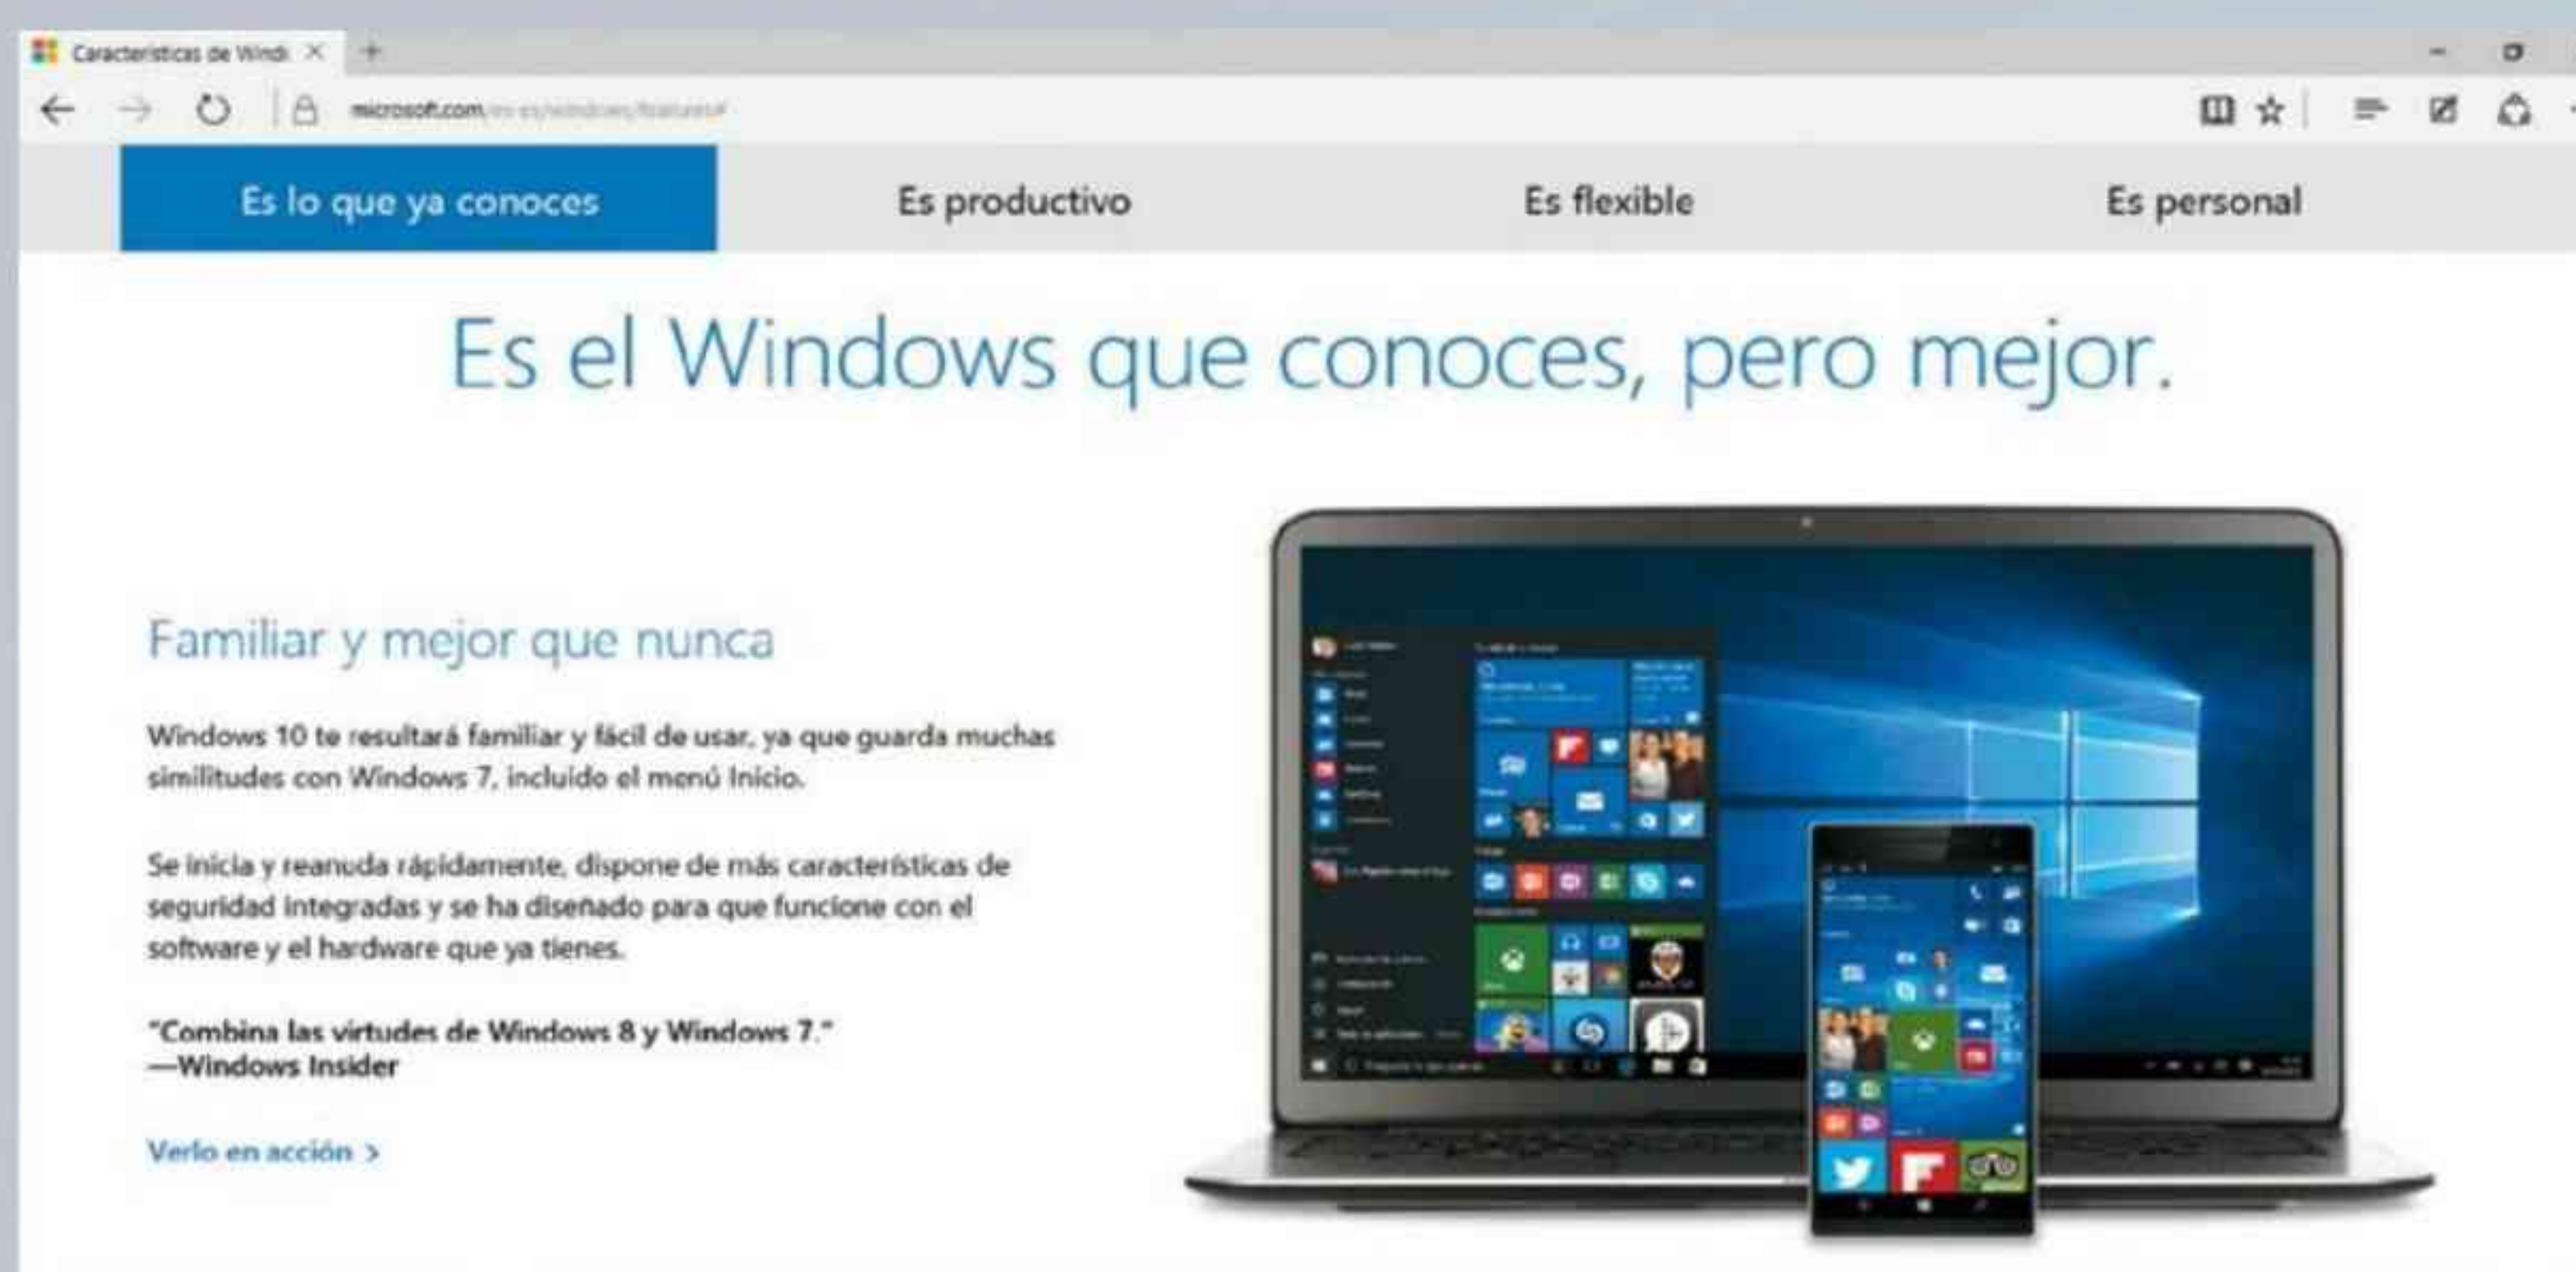 Características de Wind
microsoft.com/es-es/windows/features#
Es lo que ya conoces
Es productivo
Es flexible
Es personal
Es el Windows que conoces, pero mejor.
Familiar y mejor que nunca
Windows 10 te resultará familiar y fácil de usar, ya que guarda muchas
similitudes con Windows 7, incluido el menú Inicio.
Se inicia y reanuda rápidamente, dispone de más características de
seguridad integradas y se ha diseñado para que funcione con el
software y el hardware que ya tienes.
"Combina las virtudes de Windows 8 y Windows 7."
—Windows Insider
Verlo en acción >